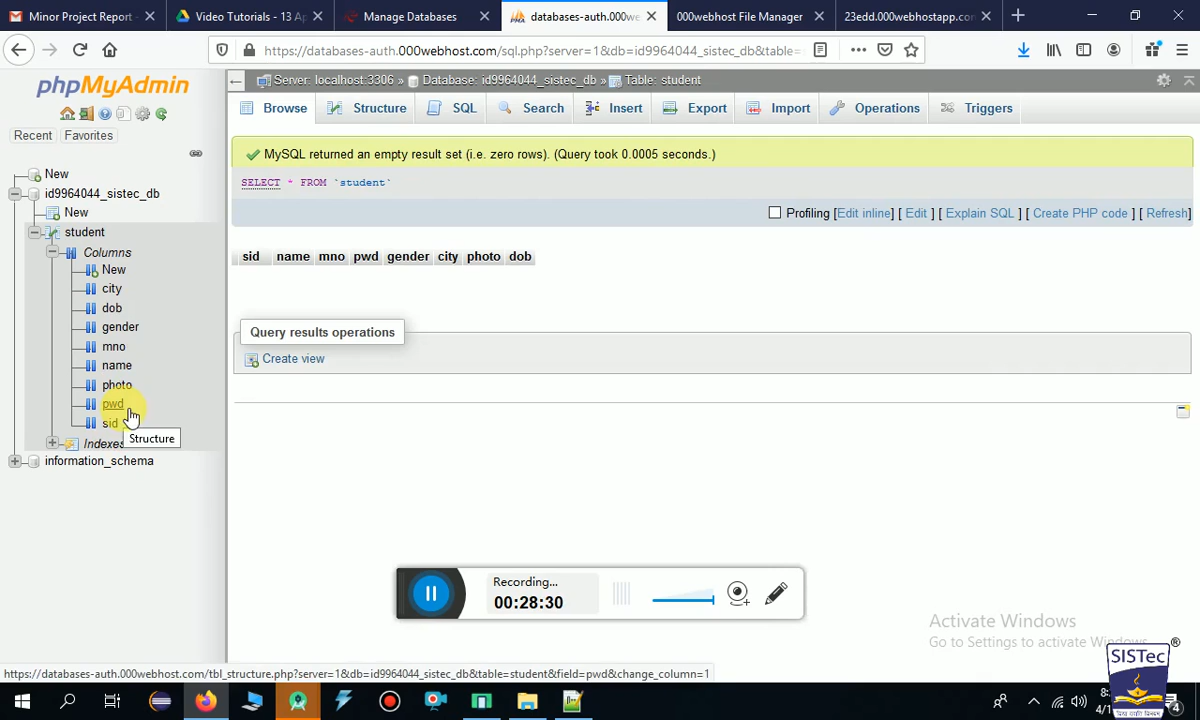 Minor Project Report -
Video Tutorials - 13 Ap
Manage Databases
databases-auth.000we
000webhost File Manager
23edd.000webhostapp.co
https://databases-auth.000webhost.com/sql.php?server=1&db=id9964044_sistec_db&table=
phpMyAdmin
Recent
Favorites
New
id9964044_sistec_db
New
student
Columns
New
city
dob
gender
mno
name
photo
pwd
sid
Structure
Indexes
information_schema
Server: localhost:3306 » Database: id9964044_sistec_db » Table: student
Browse
Structure
SQL
Search
Insert
Export
Import
Operations
Triggers
MySQL returned an empty result set (i.e. zero rows). (Query took 0.0005 seconds.)
SELECT * FROM `student`
Profiling [Edit inline] [ Edit ] [ Explain SQL ] [ Create PHP code ] [ Refresh]
sid name mno pwd gender city photo dob
Query results operations
Create view
Recording...
00:28:30
Activate Windows
Go to Settings to activate Windows.
https://databases-auth.000webhost.com/tbl_structure.php?server=1&db=id9964044_sistec_db&table=student&field=pwd&change_column=1
SISTec
®
4